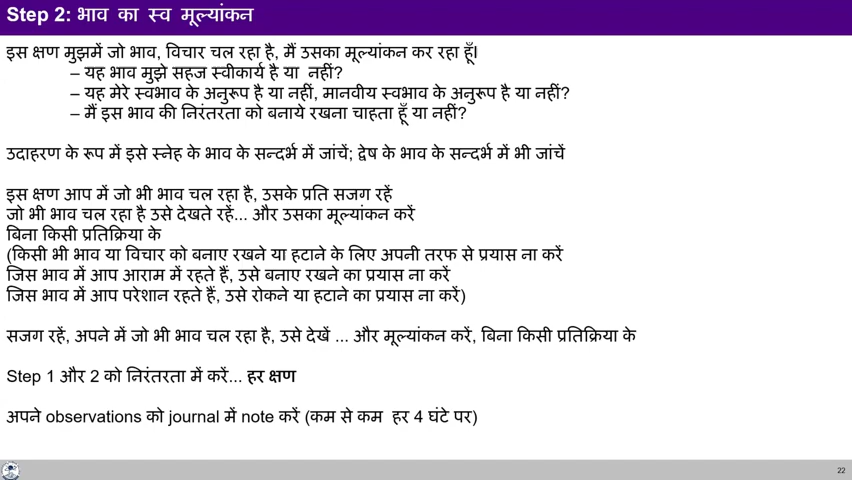 Step 2: भाव का स्व मूल्यांकन
इस क्षण मुझमें जो भाव, विचार चल रहा है, मैं उसका मूल्यांकन कर रहा हूँ।
– यह भाव मुझे सहज स्वीकार्य है या नहीं?
– यह मेरे स्वभाव के अनुरूप है या नहीं, मानवीय स्वभाव के अनुरूप है या नहीं?
– मैं इस भाव की निरंतरता को बनाये रखना चाहता हूँ या नहीं?
उदाहरण के रूप में इसे स्नेह के भाव के सन्दर्भ में जांचें; द्वेष के भाव के सन्दर्भ में भी जांचें
इस क्षण आप में जो भी भाव चल रहा है, उसके प्रति सजग रहें
जो भी भाव चल रहा है उसे देखते रहें... और उसका मूल्यांकन करें
बिना किसी प्रतिक्रिया के
(किसी भी भाव या विचार को बनाए रखने या हटाने के लिए अपनी तरफ से प्रयास ना करें
जिस भाव में आप आराम में रहते हैं, उसे बनाए रखने का प्रयास ना करें
जिस भाव में आप परेशान रहते हैं, उसे रोकने या हटाने का प्रयास ना करें)
सजग रहें, अपने में जो भी भाव चल रहा है, उसे देखें ... और मूल्यांकन करें, बिना किसी प्रतिक्रिया के
Step 1 और 2 को निरंतरता में करें... हर क्षण
अपने observations को journal में note करें (कम से कम हर 4 घंटे पर)
22